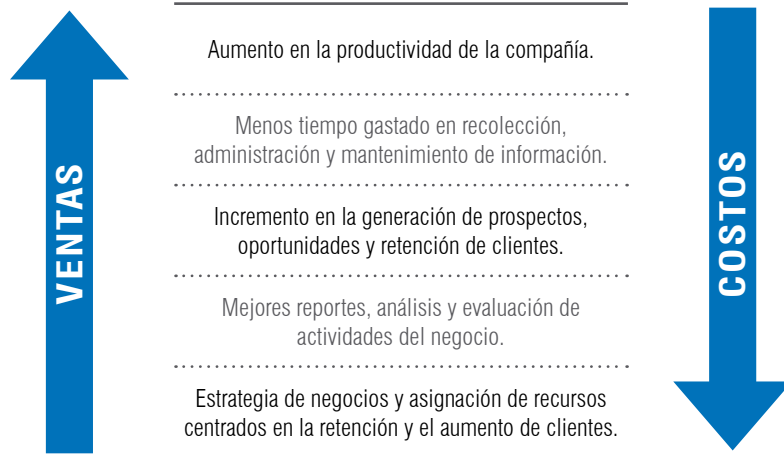 VENTAS
Aumento en la productividad de la compañía.
Menos tiempo gastado en recolección,
administración y mantenimiento de información.
Incremento en la generación de prospectos,
oportunidades y retención de clientes.
Mejores reportes, análisis y evaluación de
actividades del negocio.
Estrategia de negocios y asignación de recursos
centrados en la retención y el aumento de clientes.
COSTOS